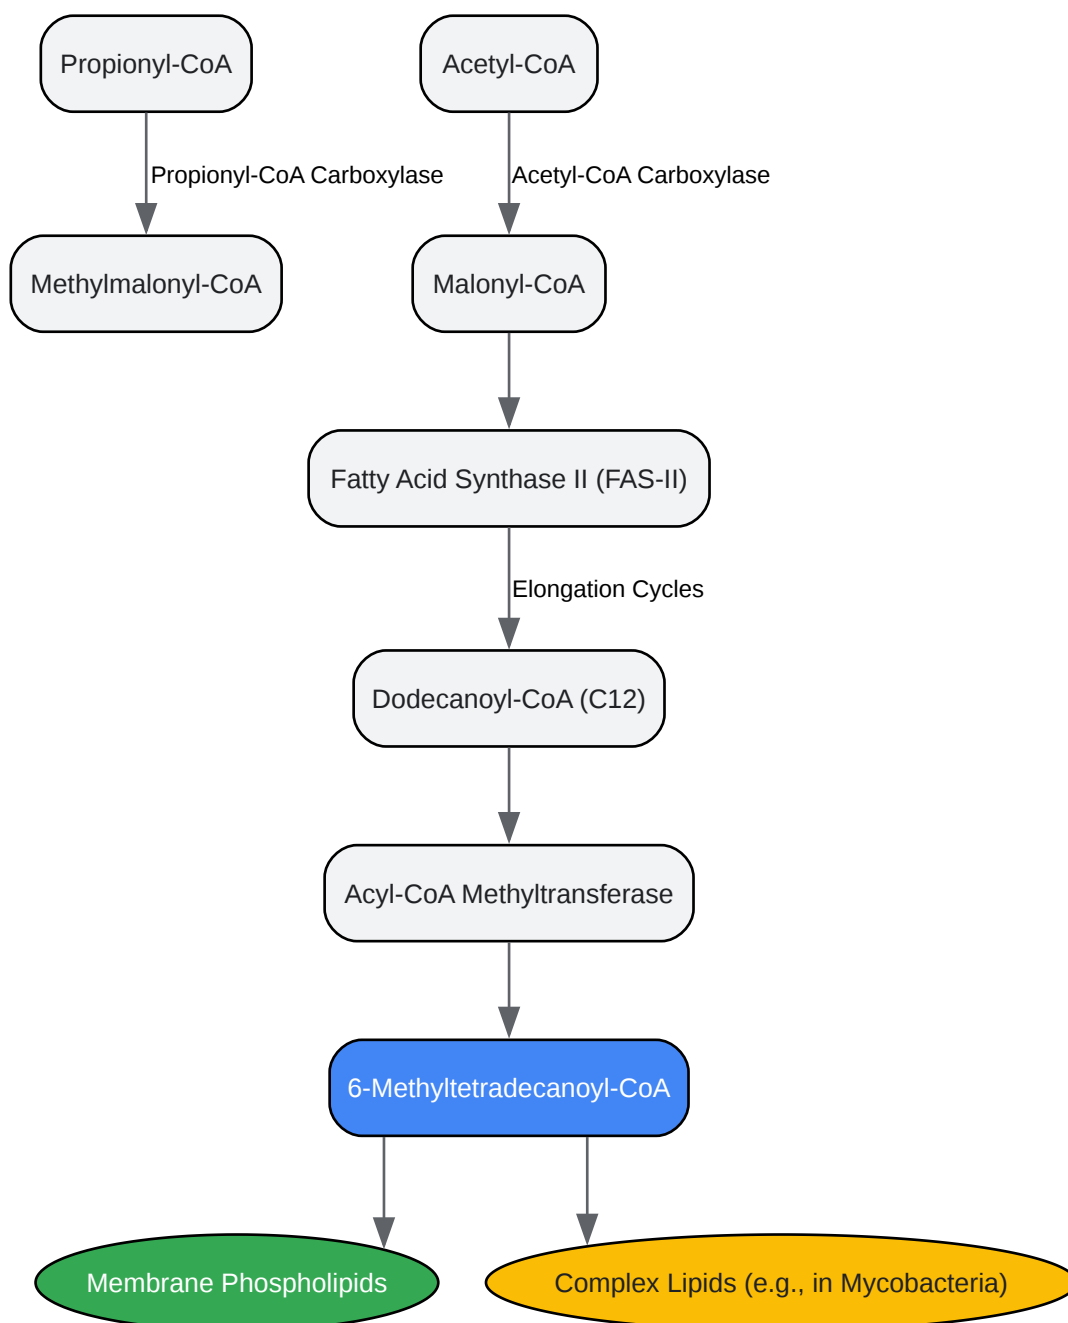 Propionyl-CoA
Acetyl-CoA
Propionyl-CoA Carboxylase
Acetyl-CoA Carboxylase
Methylmalonyl-CoA
Malonyl-CoA
Fatty Acid Synthase II (FAS-II)
Elongation Cycles
Dodecanoyl-CoA (C12)
Acyl-CoA Methyltransferase
6-Methyltetradecanoyl-CoA
Membrane Phospholipids
Complex Lipids (e.g., in Mycobacteria)